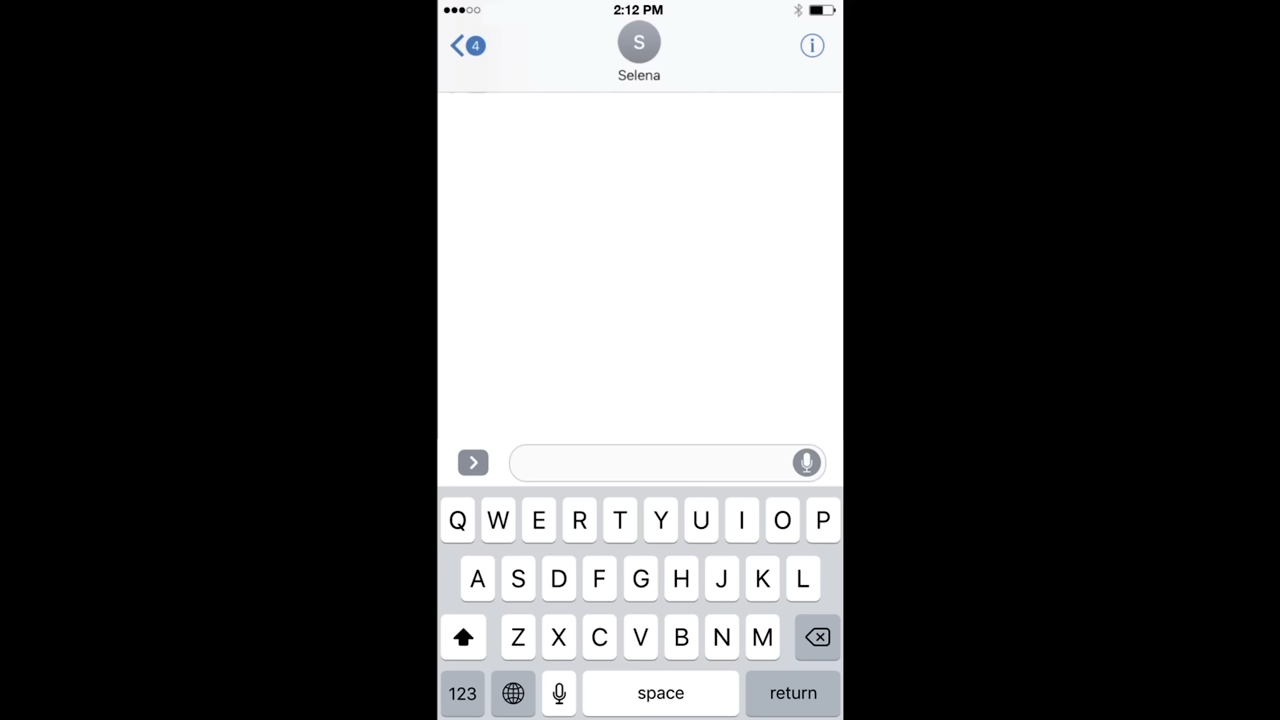 2:12 PM
4
S
Selena
i
Q W E R T Y U I O P
A S D F G H J K L
Z X C V B N M
123 space return